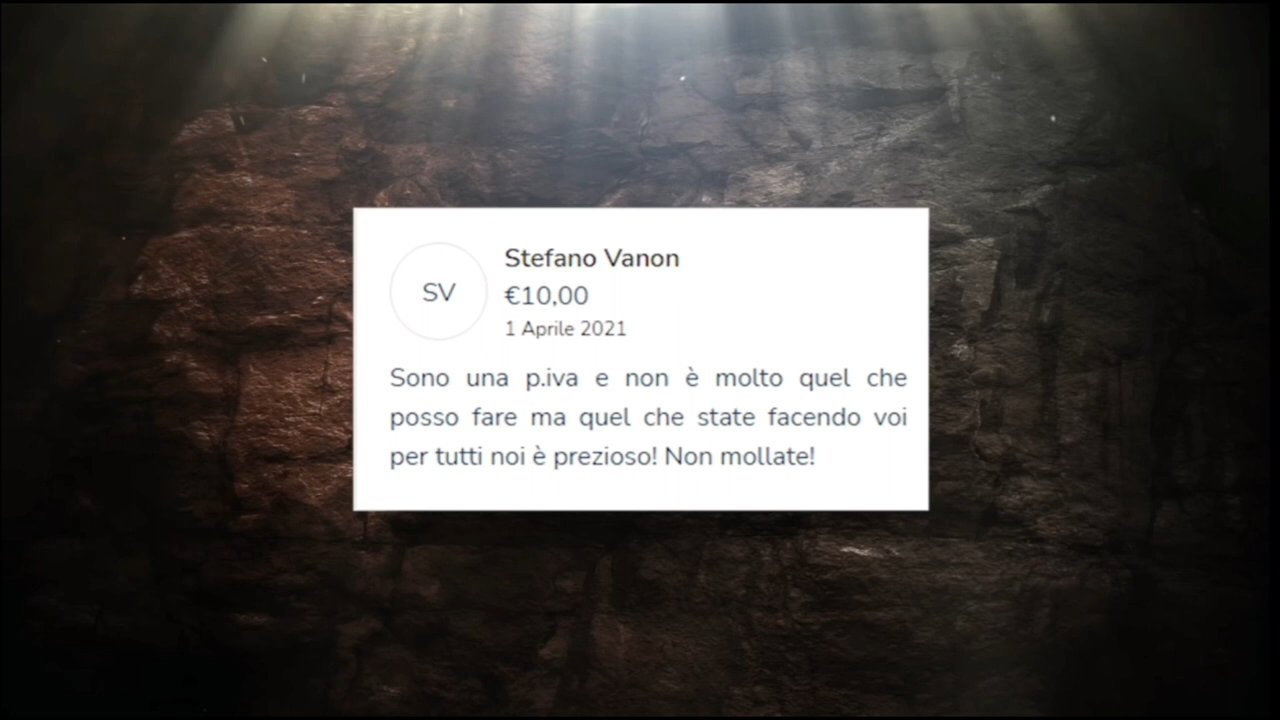 SV
Stefano Vanon
€10,00
1 Aprile 2021
Sono una p.iva e non è molto quel che
posso fare ma quel che state facendo voi
per tutti noi è prezioso! Non mollate!